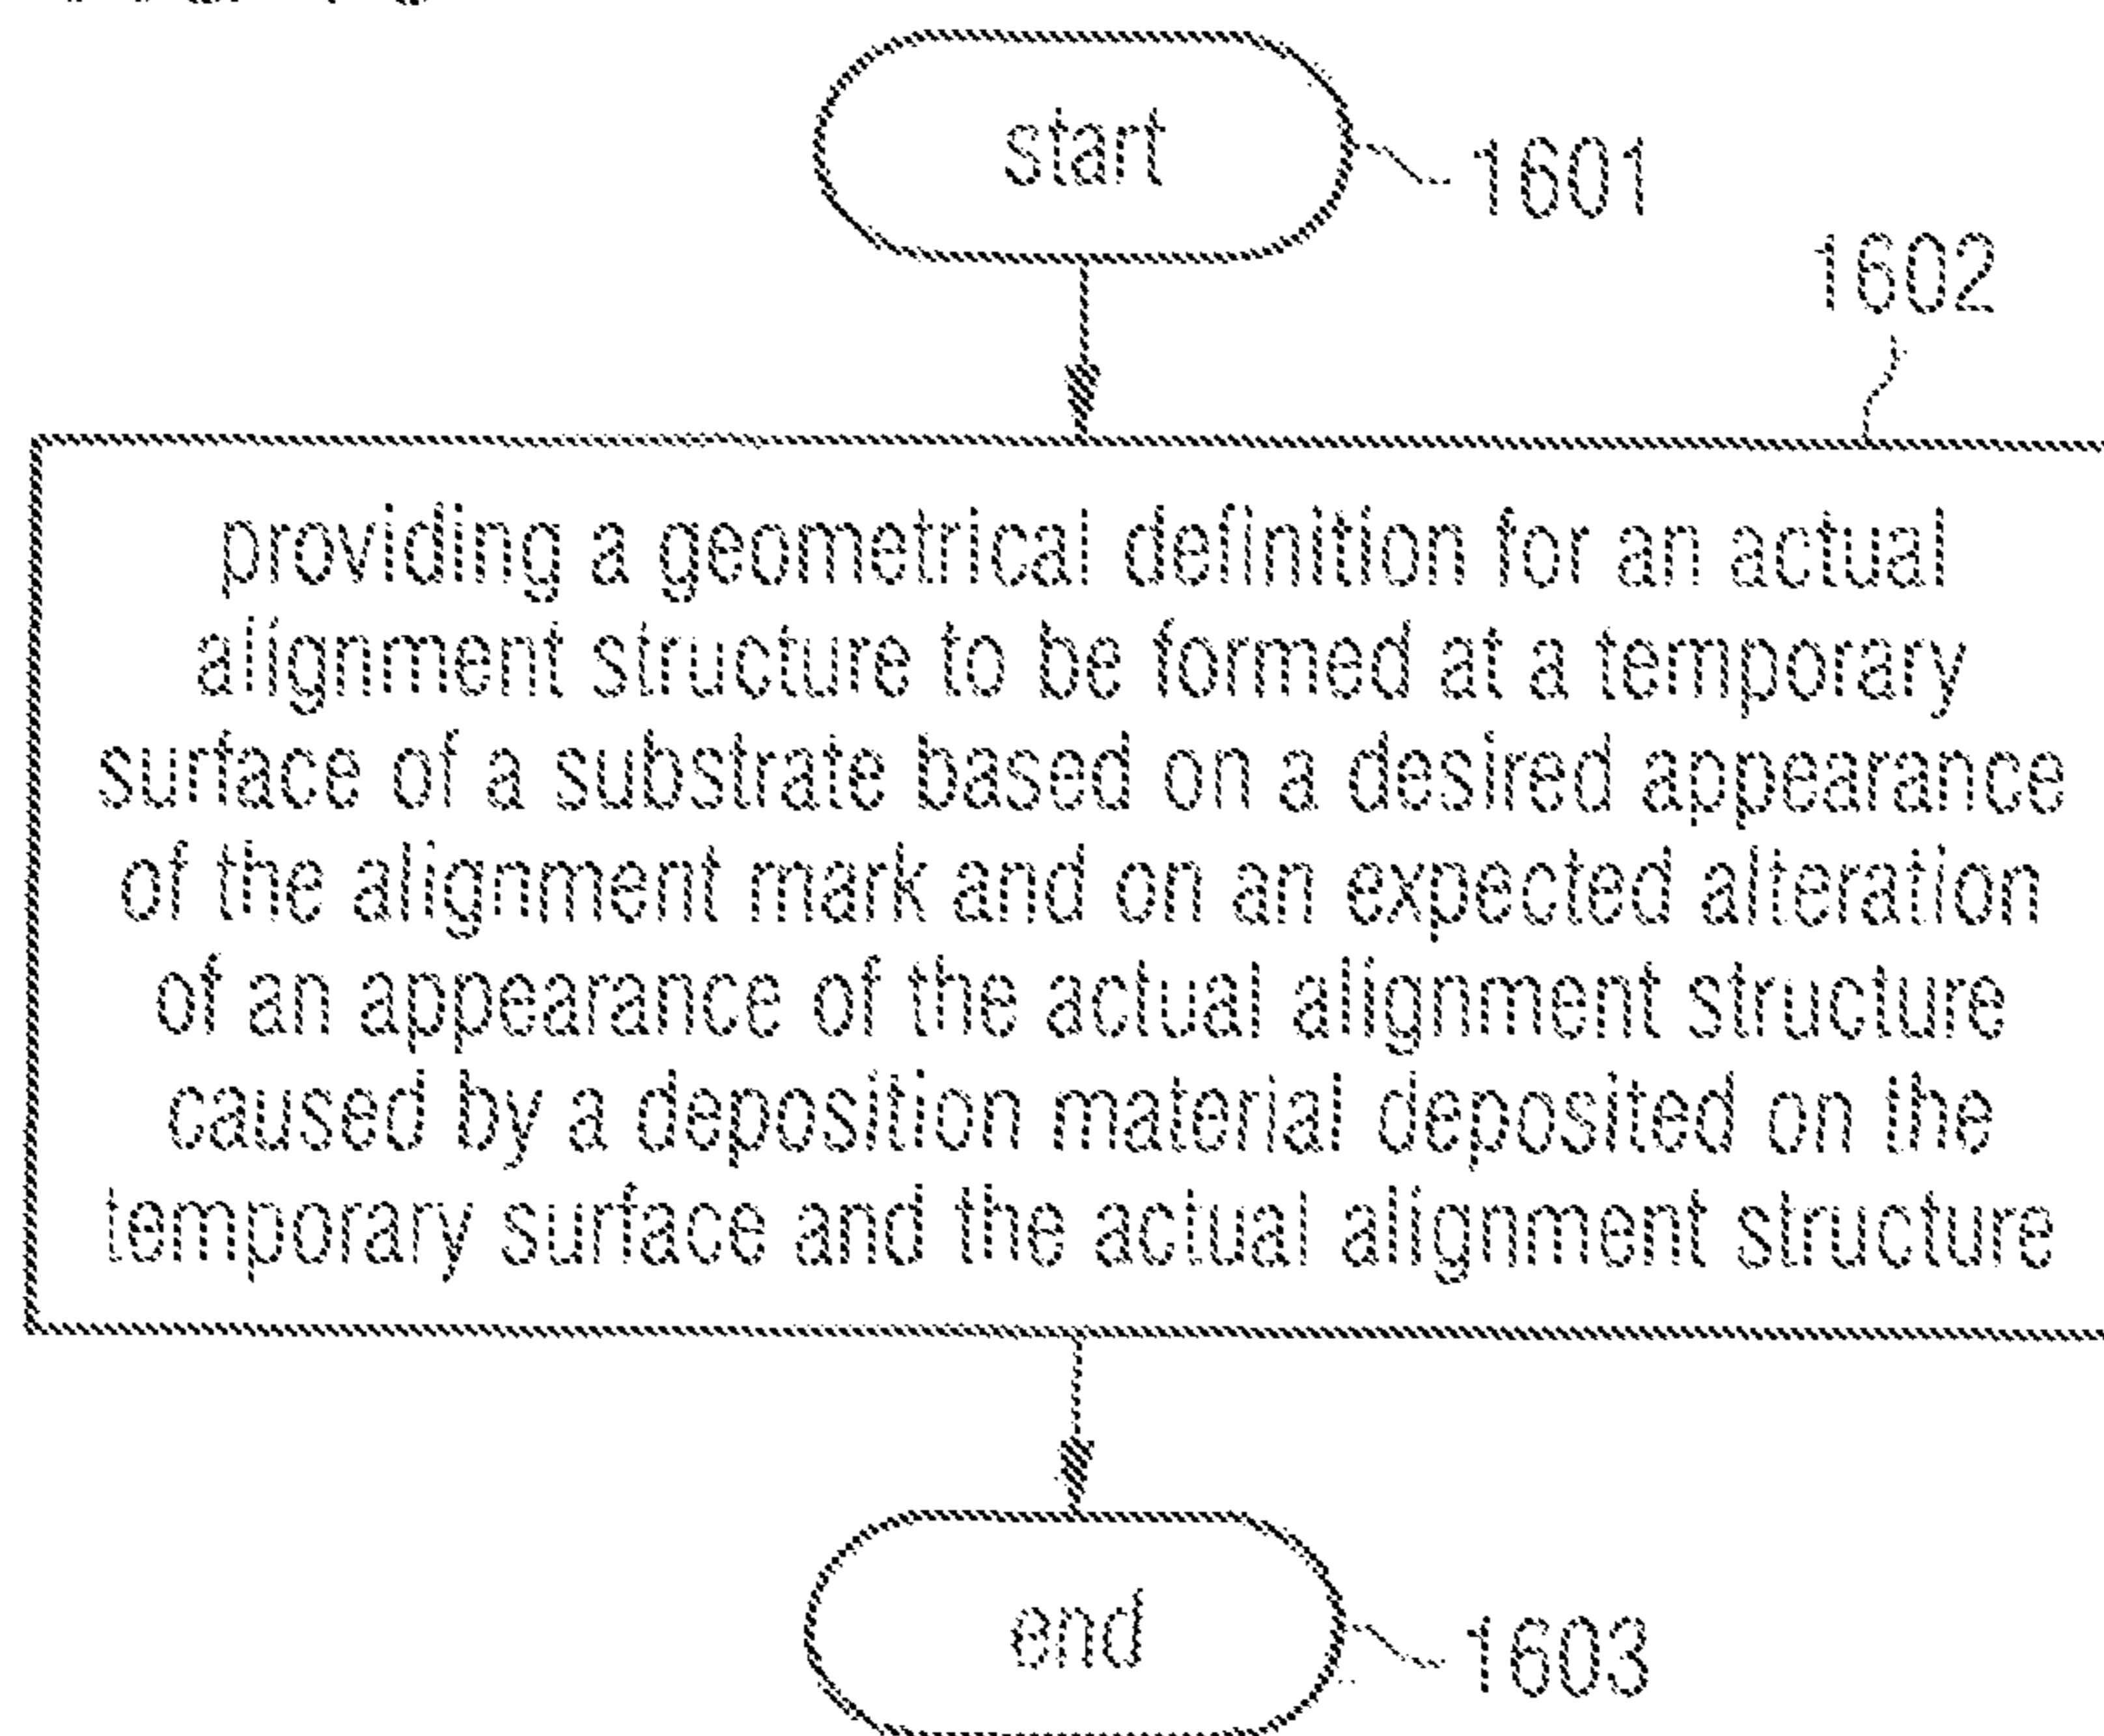 start
1601
1602
providing a geometrical definition for an actual
alignment structure to be formed at a temporary
surface of a substrate based on a desired appearance
of the alignment mark and on an expected alteration
of an appearance of the actual alignment structure
caused by a deposition material deposited on the
temporary surface and the actual alignment structure
end
1603